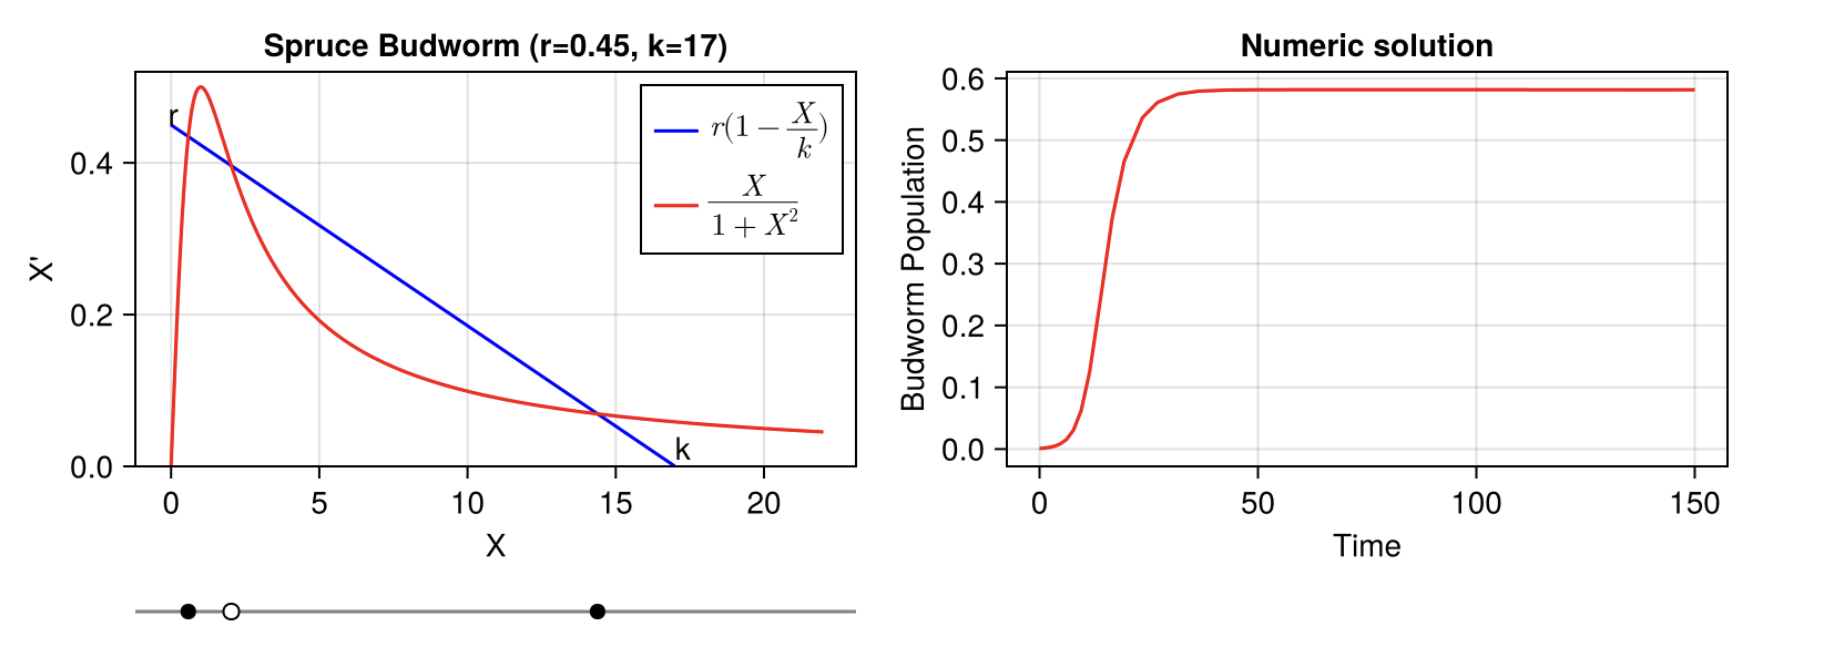 Spruce Budworm (r=0.45, k=17)
r
0.4
0.2
0.0
X'
r(1 − X/k)
X/(1 + X²)
k
0 5 10 15 20
X
Numeric solution
0.6
0.5
0.4
0.3
0.2
0.1
0.0
Budworm Population
0 50 100 150
Time